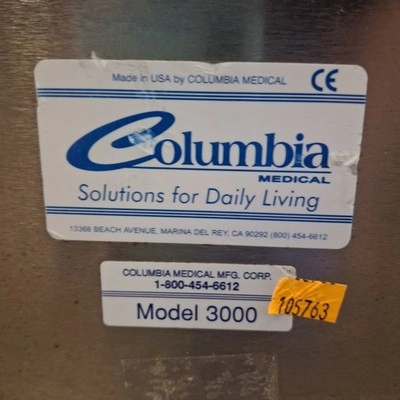 Made in USA by COLUMBIA MEDICAL
CE
Columbia
MEDICAL
Solutions for Daily Living
13368 BEACH AVENUE, MARINA DEL REY, CA 90292 (800) 454-6612
COLUMBIA MEDICAL MFG. CORP.
1-800-454-6612
Model 3000
105763